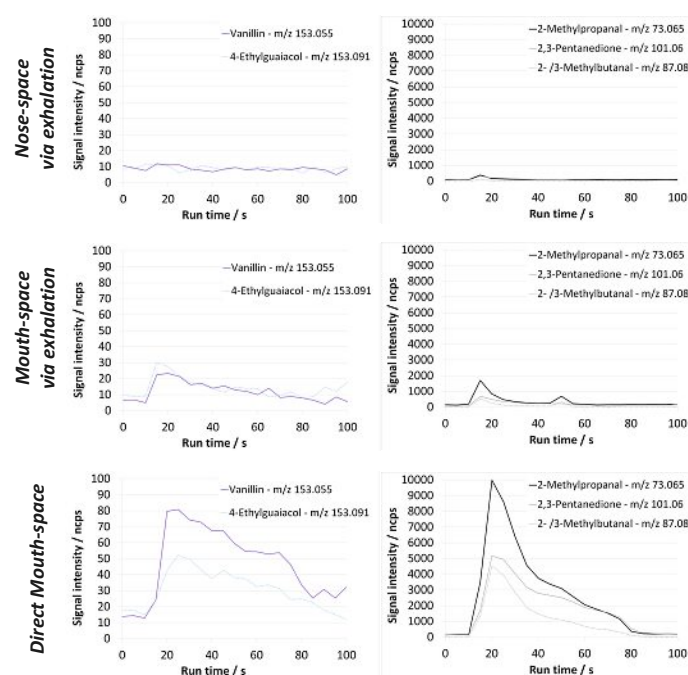 Nose-space
via exhalation
Signal intensity / ncps
100
90
80
70
60
50
40
30
20
10
0
Vanillin - m/z 153.055
4-Ethylguaiacol - m/z 153.091
0 20 40 60 80 100
Run time / s
Signal intensity / ncps
10000
9000
8000
7000
6000
5000
4000
3000
2000
1000
0
2-Methylpropanal - m/z 73.065
2,3-Pentanedione - m/z 101.06
2- /3-Methylbutanal - m/z 87.08
0 20 40 60 80 100
Run time / s
Mouth-space
via exhalation
Signal intensity / ncps
100
90
80
70
60
50
40
30
20
10
0
Vanillin - m/z 153.055
4-Ethylguaiacol - m/z 153.091
0 20 40 60 80 100
Run time / s
Signal intensity / ncps
10000
9000
8000
7000
6000
5000
4000
3000
2000
1000
0
2-Methylpropanal - m/z 73.065
2,3-Pentanedione - m/z 101.06
2- /3-Methylbutanal - m/z 87.08
0 20 40 60 80 100
Run time / s
Direct Mouth-space
Signal intensity / ncps
100
90
80
70
60
50
40
30
20
10
0
Vanillin - m/z 153.055
4-Ethylguaiacol - m/z 153.091
0 20 40 60 80 100
Run time / s
Signal intensity / ncps
10000
9000
8000
7000
6000
5000
4000
3000
2000
1000
0
2-Methylpropanal - m/z 73.065
2,3-Pentanedione - m/z 101.06
2- /3-Methylbutanal - m/z 87.08
0 20 40 60 80 100
Run time / s